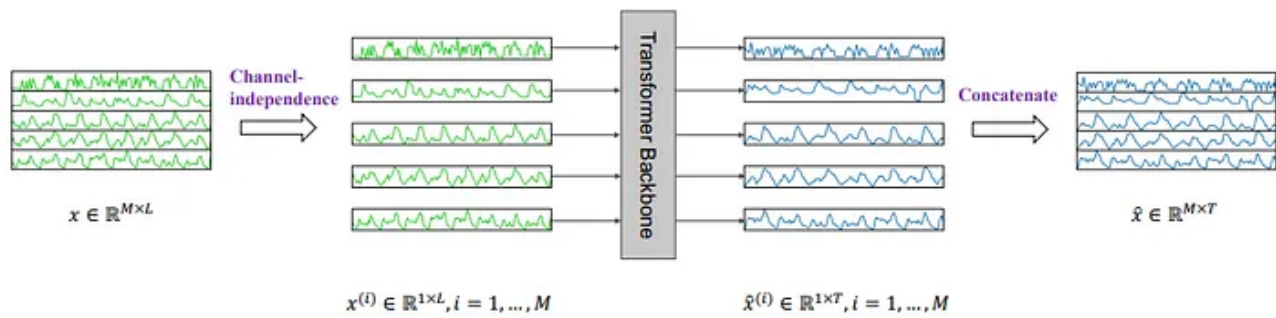 Channel-
independence
Transformer Backbone
Concatenate
x ∈ ℝ^{M×L}
x̂ ∈ ℝ^{M×T}
x^{(i)} ∈ ℝ^{1×L}, i = 1, ..., M
x̂^{(i)} ∈ ℝ^{1×T}, i = 1, ..., M